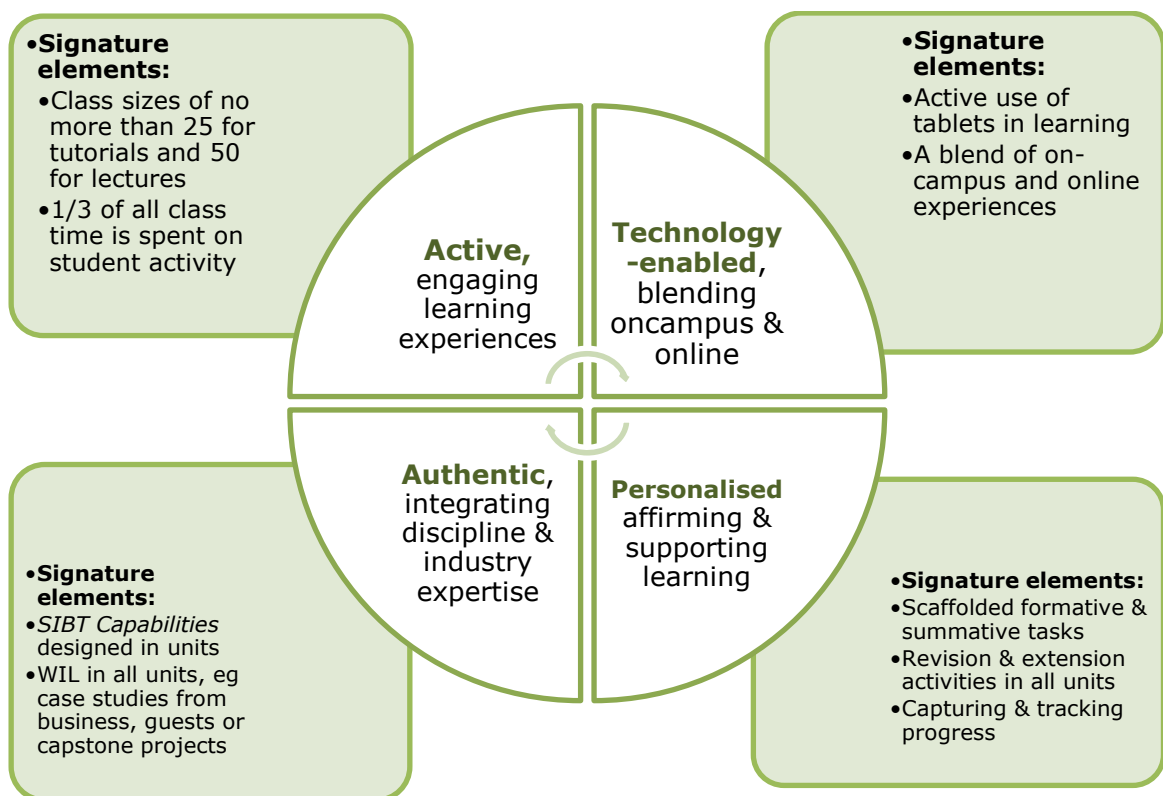 •Signature
elements:
•Class sizes of no
more than 25 for
tutorials and 50
for lectures
•1/3 of all class
time is spent on
student activity
•Signature
elements:
•Active use of
tablets in learning
•A blend of on-
campus and online
experiences
Active,
engaging
learning
experiences
Technology
-enabled,
blending
oncampus &
online
Authentic,
integrating
discipline &
industry
expertise
Personalised
affirming &
supporting
learning
•Signature
elements:
•SIBT Capabilities
designed in units
•WIL in all units, eg
case studies from
business, guests or
capstone projects
•Signature elements:
•Scaffolded formative &
summative tasks
•Revision & extension
activities in all units
•Capturing & tracking
progress